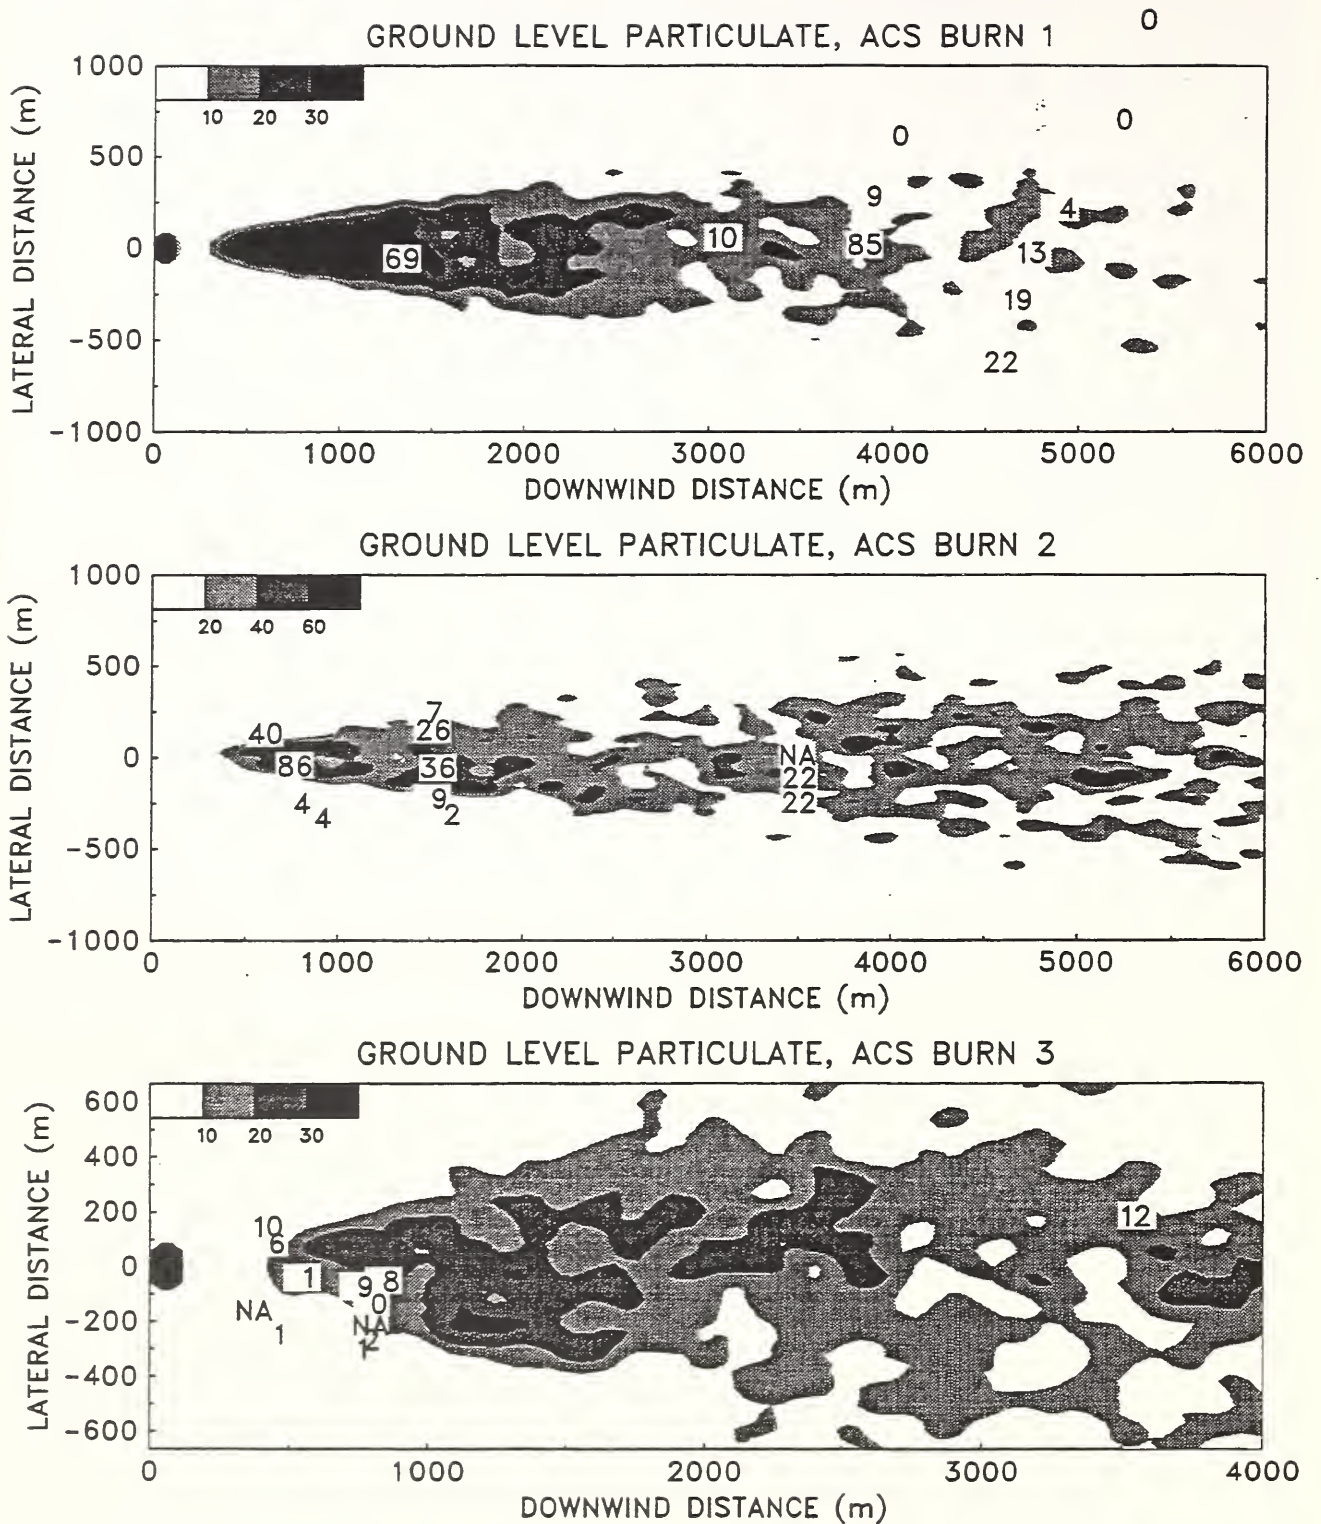 GROUND LEVEL PARTICULATE, ACS BURN 1
0
1000
500
0
-500
-1000
LATERAL DISTANCE (m)
10 20 30
0
0
9
4
69
10
85
13
19
22
0 1000 2000 3000 4000 5000 6000
DOWNWIND DISTANCE (m)
GROUND LEVEL PARTICULATE, ACS BURN 2
1000
500
0
-500
-1000
LATERAL DISTANCE (m)
20 40 60
7
40
26
NA
86
36
22
4
9
22
4
2
0 1000 2000 3000 4000 5000 6000
DOWNWIND DISTANCE (m)
GROUND LEVEL PARTICULATE, ACS BURN 3
600
400
200
0
-200
-400
-600
LATERAL DISTANCE (m)
10 20 30
10
12
6
1
9
8
0
NA
NA
1
2
1
0 1000 2000 3000 4000
DOWNWIND DISTANCE (m)